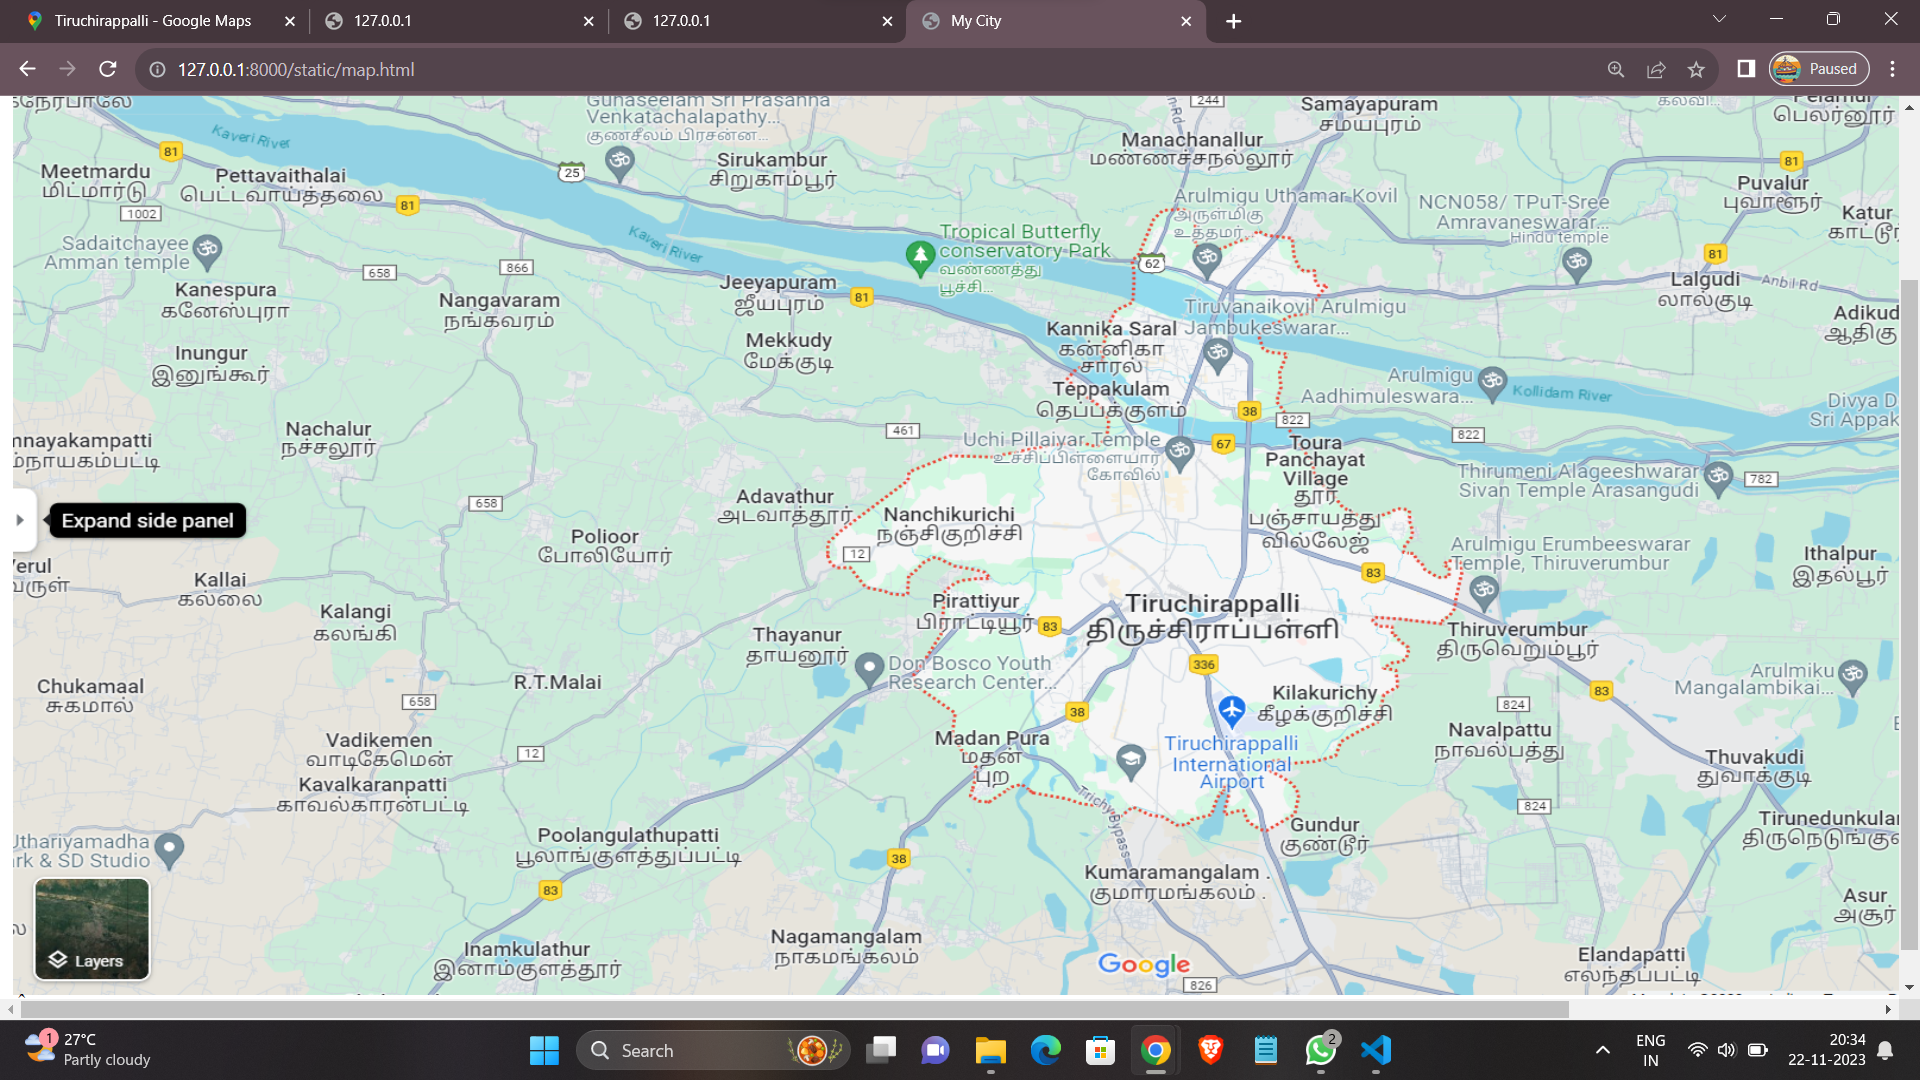 Tiruchirappalli - Google Maps
127.0.0.1
127.0.0.1
My City
127.0.0.1:8000/static/map.html
Paused
Gunaseelam Sri Prasanna
Venkatachalapathy...
குணசீலம் பிரசன்ன...
244
Samayapuram
சமயபுரம்
பெலர்னூர்
Kaveri River
81
Meetmardu
மிட்மார்டு
1002
Pettavaithalai
பெட்டவாய்த்தலை
81
25
Sirukambur
சிறுகாம்பூர்
Manachanallur
மண்ணச்சநல்லூர்
Arulmigu Uthamar Kovil
அருள்மிகு
உத்தமர்...
NCN058/ TPuT-Sree
Amravaneswarar...
Hindu temple
81
Puvalur
புவாளூர்
Katur
Sadaitchayee
Amman temple
658
866
Kaveri River
Tropical Butterfly
conservatory Park
வண்ணத்து
பூச்சி...
62
81
Lalgudi
லால்குடி
Anbil Rd
Kanespura
கனேஸ்புரா
Nangavaram
நங்கவரம்
Jeeyapuram
ஜீயபுரம்
81
Tiruvanaikovil Arulmigu
Jambukeswarar...
Kannika Saral
கன்னிகா
சாரல்
Inungur
இனுங்கூர்
Mekkudy
மேக்குடி
Teppakulam
தெப்பக்குளம்
Arulmigu
Aadhimuleswara...
Kollidam River
Divya D
Sri Appak
Nachalur
நச்சலூர்
461
38
822
822
67
Uchi Pillaiyar Temple
உச்சிப்பிள்ளையார்
கோவில்
Toura
Panchayat
Village
தூர்
பஞ்சாயத்து
வில்லேஜ்
Thirumeni Alageeshwarar
Sivan Temple Arasangudi
782
nnayakampatti
ம்நாயகம்பட்டி
Expand side panel
658
Adavathur
அடவாத்தூர்
Nanchikurichi
நஞ்சிகுறிச்சி
12
Polioor
போலியோர்
83
Arulmigu Erumbeeswarar
Temple, Thiruverumbur
Ithalpur
இதல்பூர்
Kallai
கல்லை
Kalangi
கலங்கி
Pirattiyur
பிராட்டியூர்
83
Tiruchirappalli
திருச்சிராப்பள்ளி
Thayanur
தாயனூர்
Don Bosco Youth
Research Center...
336
Thiruverumbur
திருவெறும்பூர்
Arulmiku
Mangalambikai...
83
Chukamaal
சுகமால்
R.T.Malai
658
38
Kilakurichy
கீழக்குறிச்சி
824
Navalpattu
நாவல்பத்து
Vadikemen
வாடிகேமென்
12
Madan Pura
மதன்
புற
Tiruchirappalli
International
Airport
Thuvakudi
துவாக்குடி
Kavalkaranpatti
காவல்காரன்பட்டி
Trichy Bypass
824
Uthariyamadha
rk & SD Studio
Poolangulathupatti
பூலாங்குளத்துப்பட்டி
38
Gundur
குண்டூர்
Tirunedunkula
83
Kumaramangalam .
குமாரமங்கலம் .
Asur
அசூர்
Layers
Inamkulathur
இனாம்குளத்தூர்
Nagamangalam
நாகமங்கலம்
Google
826
Elandapatti
எலந்தப்பட்டி
1
27°C
Partly cloudy
Search
2
ENG
IN
20:34
22-11-2023